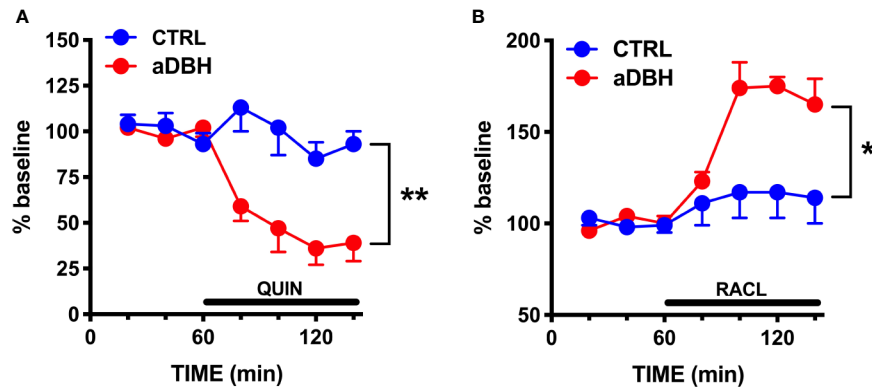 A
CTRL
aDBH
150
125
100
75
50
25
0
% baseline
**
QUIN
0
60
120
TIME (min)
B
CTRL
aDBH
200
150
100
50
% baseline
*
RACL
0
60
120
TIME (min)